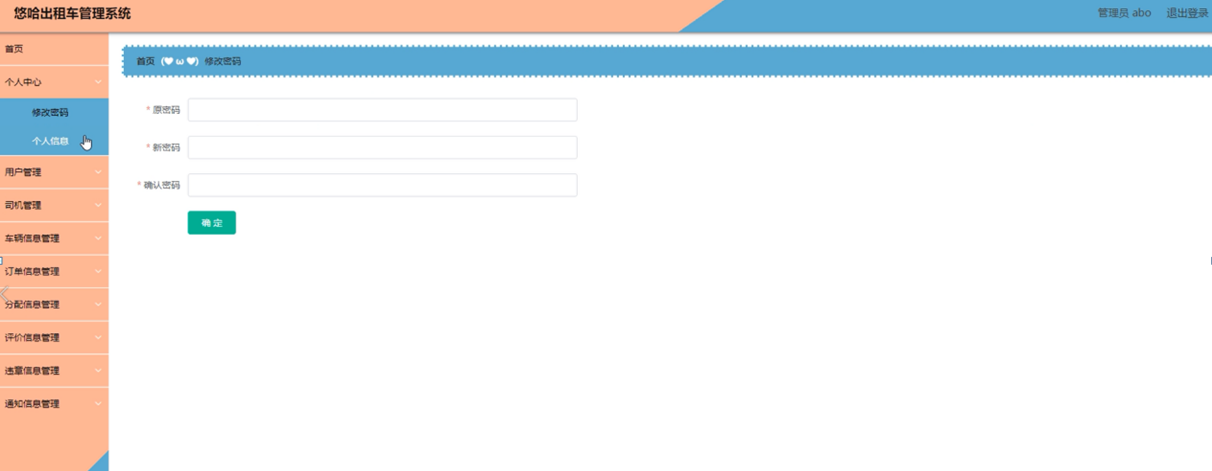 悠哈出租车管理系统
管理员 abo 退出登录
首页
个人中心
修改密码
个人信息
用户管理
司机管理
车辆信息管理
订单信息管理
分配信息管理
评价信息管理
违章信息管理
通知信息管理
首页 (♥ω♥) 修改密码
* 原密码
* 新密码
* 确认密码
确 定